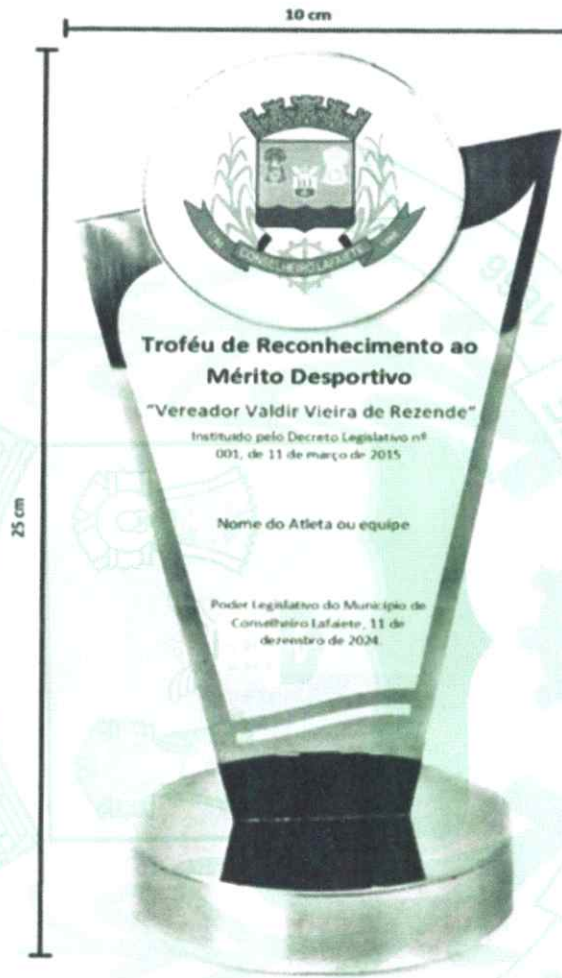 10 cm
25 cm
CONSELHEIRO LAFAIETE
Troféu de Reconhecimento ao
Mérito Desportivo
"Vereador Valdir Vieira de Rezende"
Instituído pelo Decreto Legislativo nº
001, de 11 de março de 2015
Nome do Atleta ou equipe
Poder Legislativo do Município de
Conselheiro Lafaiete, 11 de
dezembro de 2024.